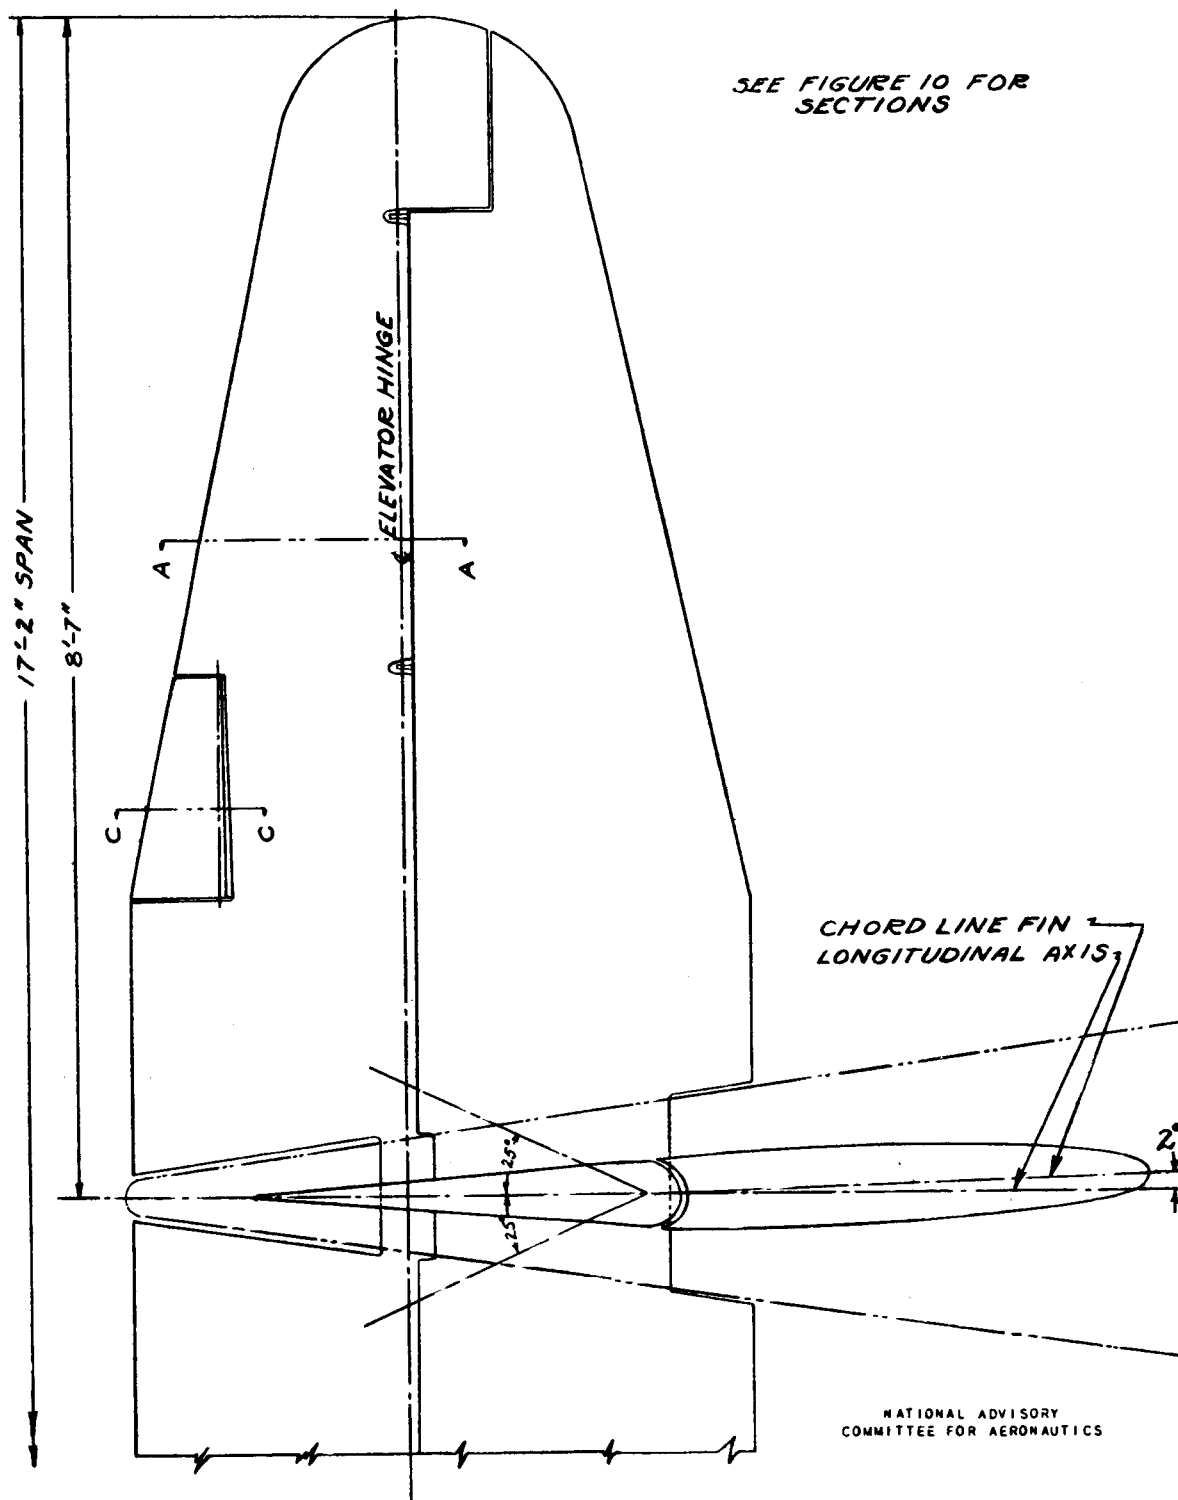 SEE FIGURE 10 FOR
SECTIONS
17'-2" SPAN
8'-7"
ELEVATOR HINGE
A
A
C
C
CHORD LINE FIN
LONGITUDINAL AXIS
2°
25°
25°
NATIONAL ADVISORY
COMMITTEE FOR AERONAUTICS